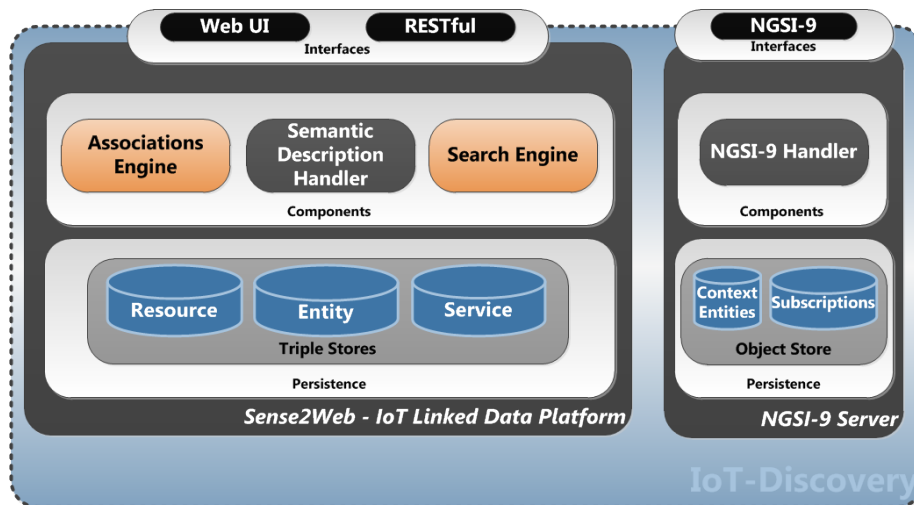 Web UI
RESTful
Interfaces
NGSI-9
Interfaces
Associations
Engine
Semantic
Description
Handler
Search Engine
Components
NGSI-9 Handler
Components
Resource
Entity
Service
Triple Stores
Persistence
Context
Entities
Subscriptions
Object Store
Persistence
Sense2Web - IoT Linked Data Platform
NGSI-9 Server
IoT-Discovery